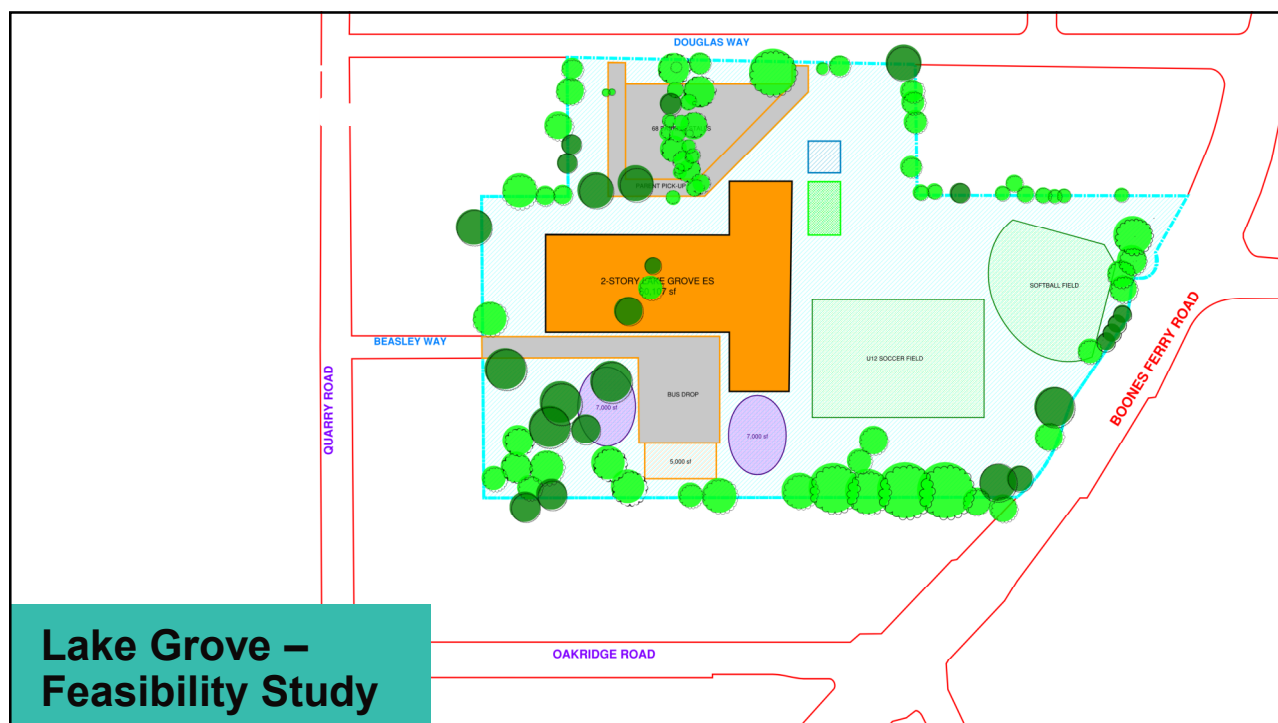 DOUGLAS WAY
68
PARENT PICK-UP
2-STORY LAKE GROVE ES
sf
SOFTBALL FIELD
U12 SOCCER FIELD
BEASLEY WAY
QUARRY ROAD
BOONES FERRY ROAD
BUS DROP
7,000 sf
7,000 sf
5,000 sf
OAKRIDGE ROAD
Lake Grove –
Feasibility Study